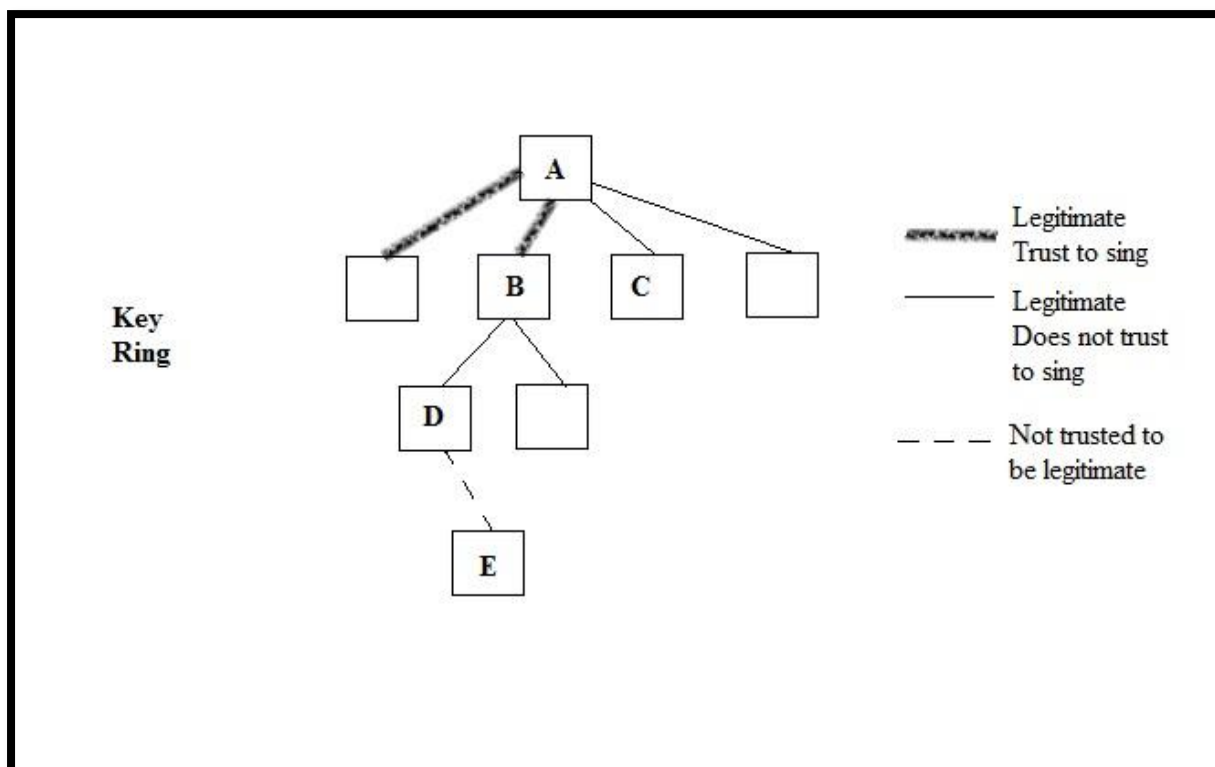 A
B
C
D
E
Key
Ring
Legitimate
Trust to sing
Legitimate
Does not trust
to sing
Not trusted to
be legitimate